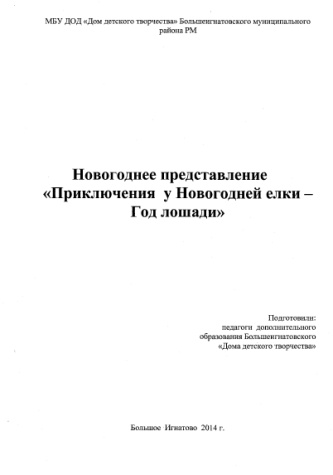 МБУ ДОД «Дом детского творчества» Большеигнатовского муниципального
района РМ
Новогоднее представление
«Приключения у Новогодней елки –
Год лошади»
Подготовили:
педагоги дополнительного
образования Большеигнатовского
«Дома детского творчества»
Большое Игнатово 2014 г.